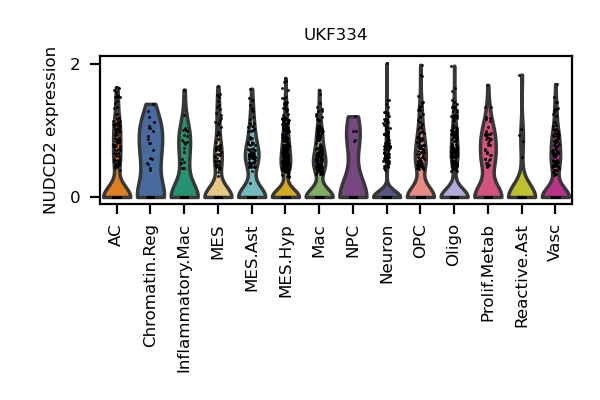 UKF334
NUDCD2 expression
2
0
AC
Chromatin.Reg
Inflammatory.Mac
MES
MES.Ast
MES.Hyp
Mac
NPC
Neuron
OPC
Oligo
Prolif.Metab
Reactive.Ast
Vasc